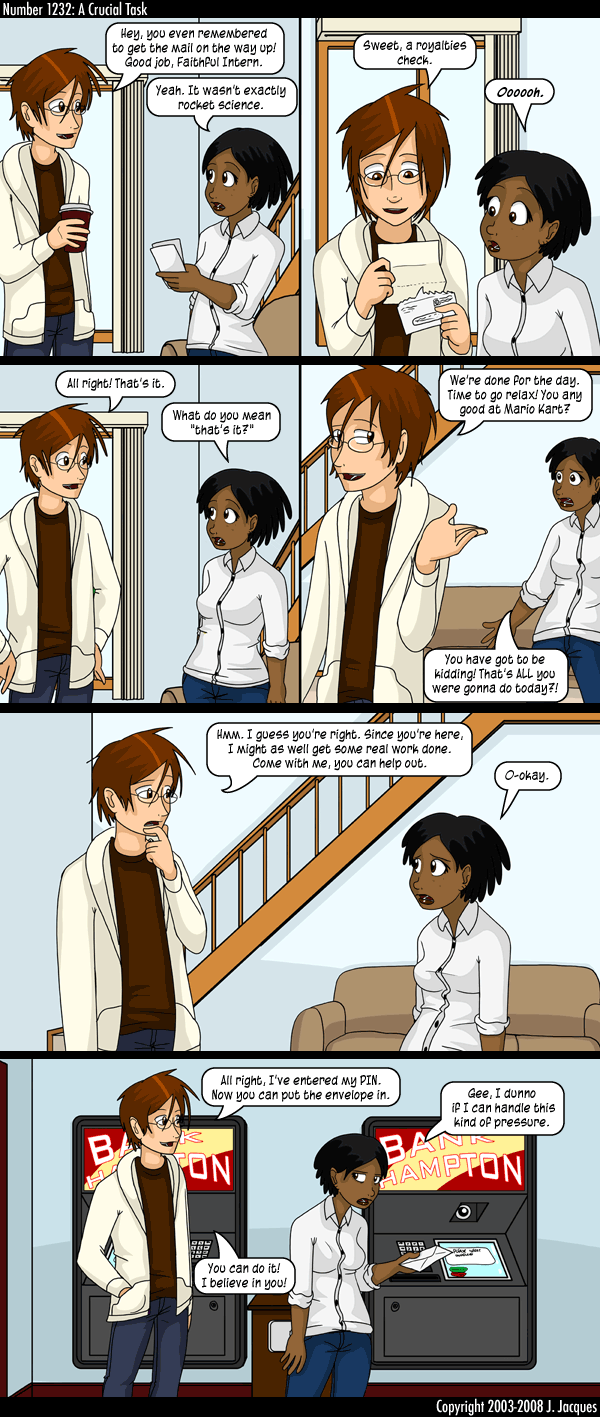 Number 1232: A Crucial Task
Hey, you even remembered
to get the mail on the way up!
Good job, Faithful Intern.
Yeah. It wasn't exactly
rocket science.
Sweet, a royalties
check.
Oooooh.
All right! That's it.
What do you mean
"that's it?"
We're done for the day.
Time to go relax! You any
good at Mario Kart?
You have got to be
kidding! That's ALL you
were gonna do today?!
Hmm. I guess you're right. Since you're here,
I might as well get some real work done.
Come with me, you can help out.
O-okay.
All right, I've entered my PIN.
Now you can put the envelope in.
Gee, I dunno
if I can handle this
kind of pressure.
You can do it!
I believe in you!
BANK
HAMPTON
BANK
HAMPTON
Copyright 2003-2008 J. Jacques